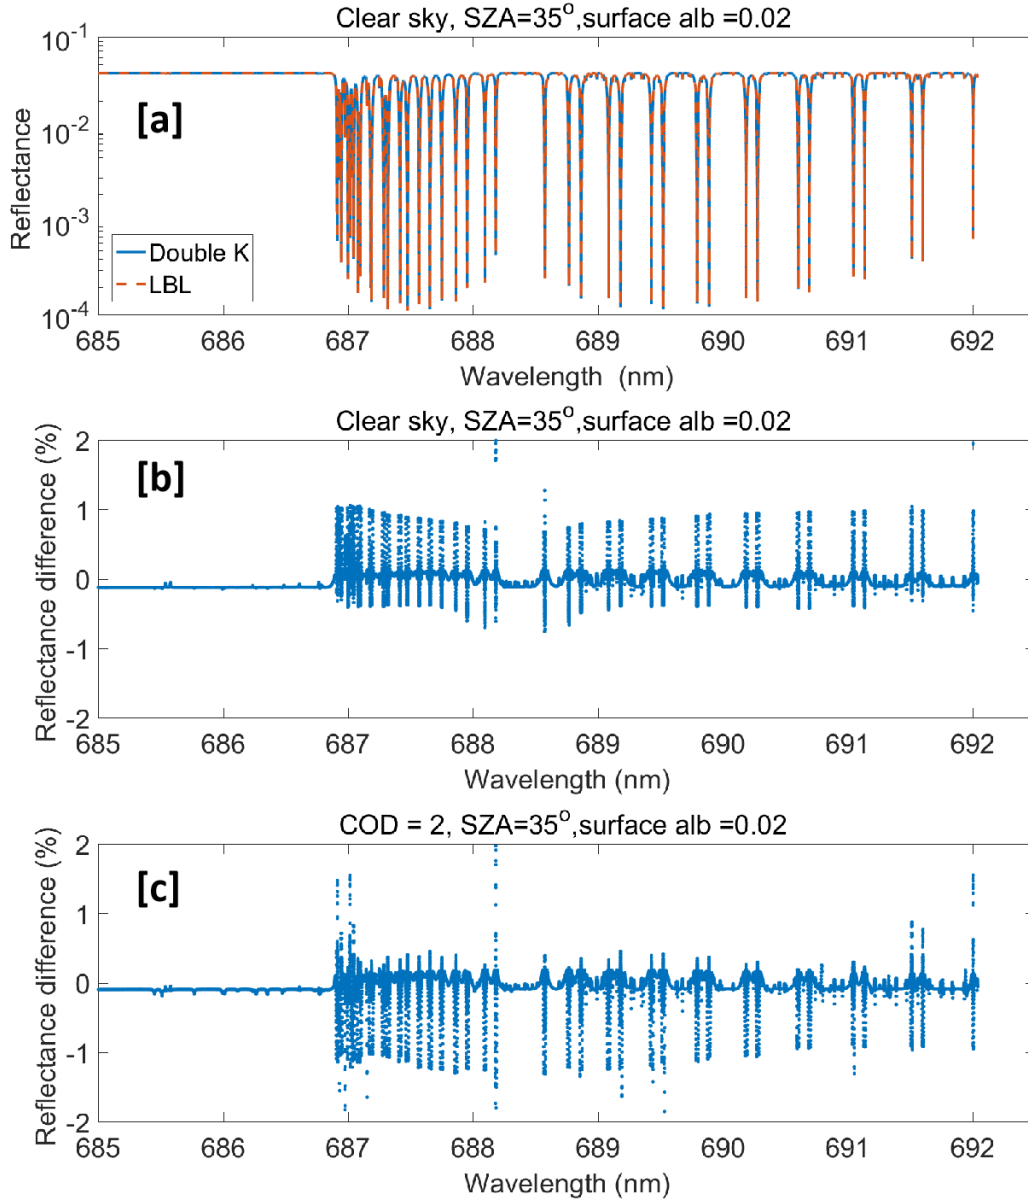 Clear sky, SZA=35°,surface alb =0.02
10⁻¹
[a]
10⁻²
Reflectance
10⁻³
Double K
LBL
10⁻⁴
685 686 687 688 689 690 691 692
Wavelength (nm)
Clear sky, SZA=35°,surface alb =0.02
2
[b]
1
Reflectance difference (%)
0
-1
-2
685 686 687 688 689 690 691 692
Wavelength (nm)
COD = 2, SZA=35°,surface alb =0.02
2
[c]
1
Reflectance difference (%)
0
-1
-2
685 686 687 688 689 690 691 692
Wavelength (nm)